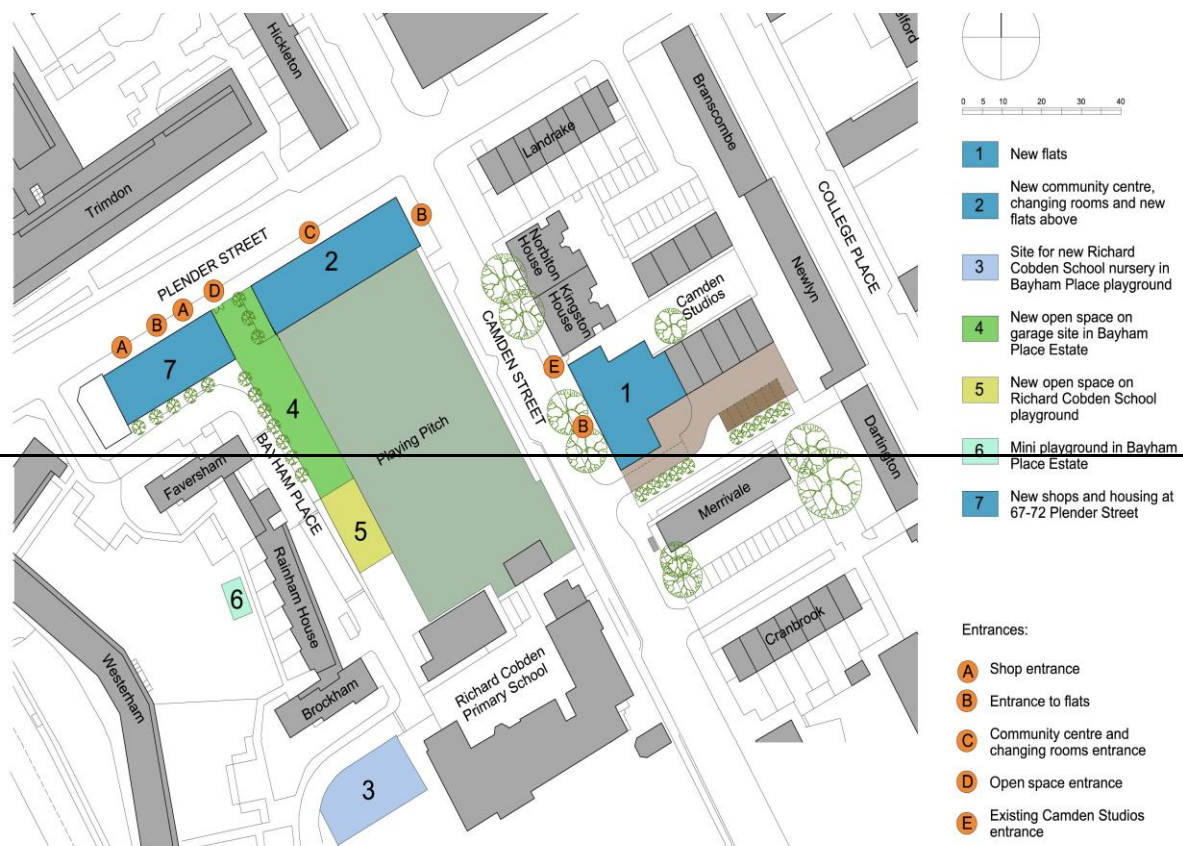 Hickleton
Trimdon
Landrake
Branscombe
COLLEGE PLACE
PLENDER STREET
C
B
2
D
A
B
A
7
4
Norbiton
House
Kingston
House
Camden
Studios
Newlyn
CAMDEN STREET
E
1
B
Playing Pitch
BAYHAM PLACE
Faversham
5
Dartington
Merrivale
6
Rainham House
Cranbrook
Westerham
Brockham
Richard Cobden
Primary School
3
0 5 10 20 30 40
1 New flats
2 New community centre,
changing rooms and new
flats above
3 Site for new Richard
Cobden School nursery in
Bayham Place playground
4 New open space on
garage site in Bayham
Place Estate
5 New open space on
Richard Cobden School
playground
6 Mini playground in Bayham
Place Estate
7 New shops and housing at
67-72 Plender Street
Entrances:
A Shop entrance
B Entrance to flats
C Community centre and
changing rooms entrance
D Open space entrance
E Existing Camden Studios
entrance